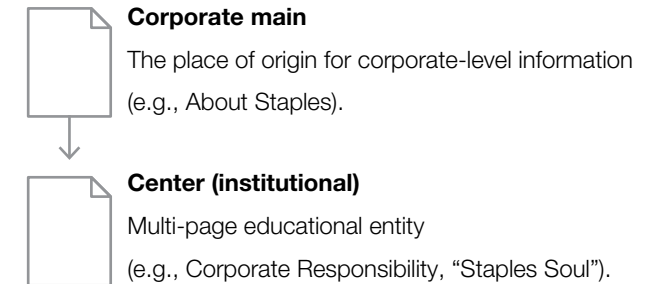 Corporate main
The place of origin for corporate-level information
(e.g., About Staples).
Center (institutional)
Multi-page educational entity
(e.g., Corporate Responsibility, “Staples Soul”).